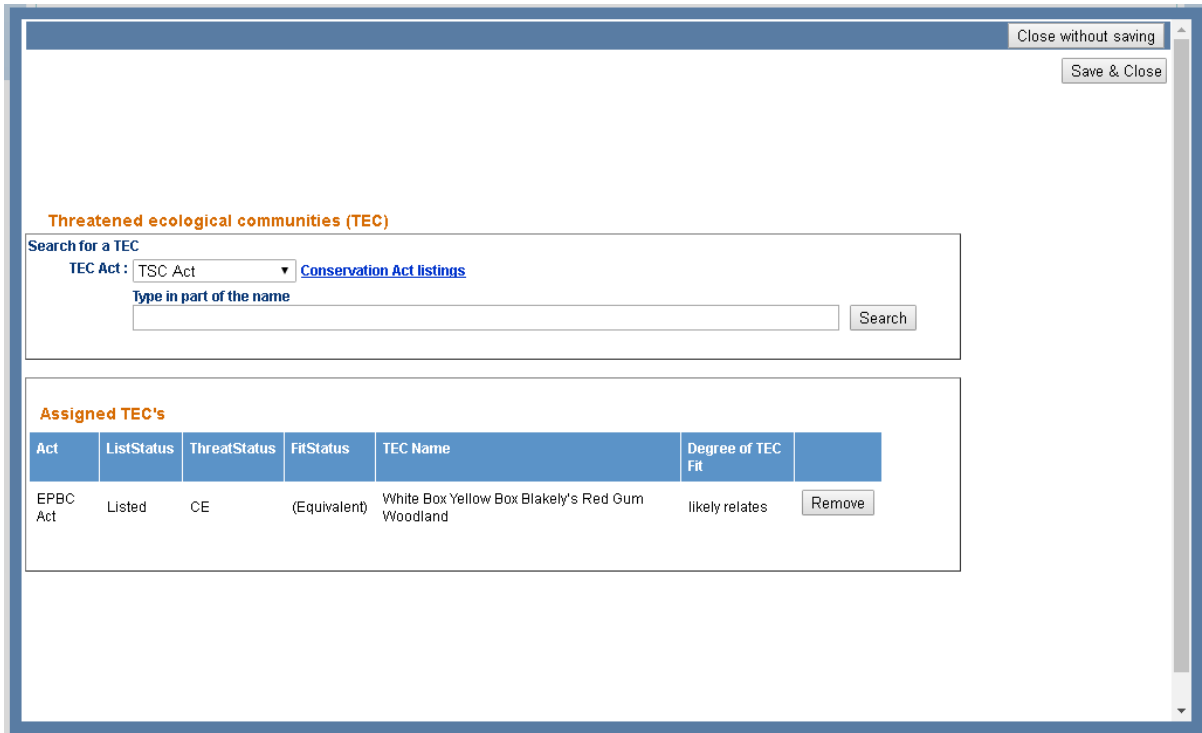 Close without saving
Save & Close
Threatened ecological communities (TEC)
Search for a TEC
TEC Act : TSC Act Conservation Act listings
Type in part of the name
Search
Assigned TEC's
Act ListStatus ThreatStatus FitStatus TEC Name Degree of TEC
Fit
EPBC
Act Listed CE (Equivalent) White Box Yellow Box Blakely's Red Gum
Woodland likely relates Remove